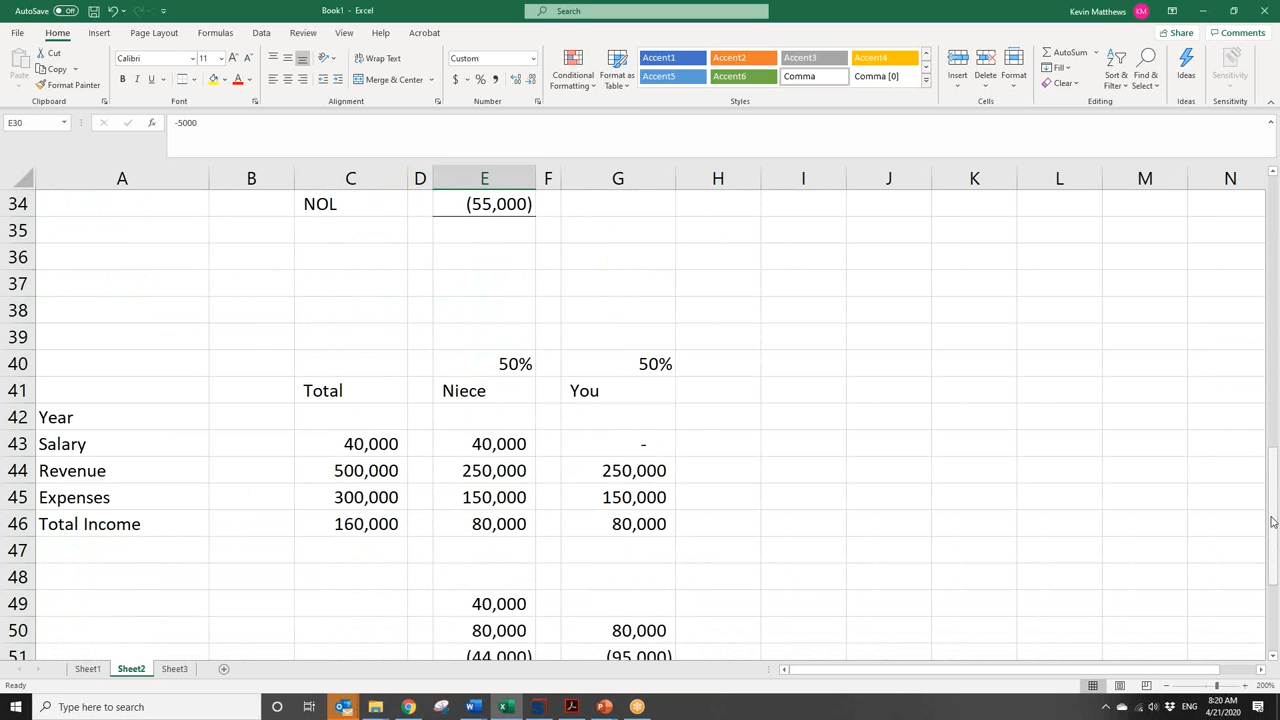 AutoSave Off Book1 - Excel Search Kevin Matthews KM
File Home Insert Page Layout Formulas Data Review View Help Acrobat Share Comments
Paste Cut Copy Format Painter Clipboard
Calibri 11 B I U A Font
Wrap Text Merge & Center Alignment
Custom $ % Number
Conditional Formatting Format as Table
Accent1 Accent2 Accent3 Accent4
Accent5 Accent6 Comma Comma [0]
Styles
Insert Delete Format Cells
AutoSum Fill Clear Sort & Filter Find & Select Editing
Ideas Ideas
Sensitivity Sensitivity
E30 fx -5000
A B C D E F G H I J K L M N
34 NOL (55,000)
35
36
37
38
39
40 50% 50%
41 Total Niece You
42 Year
43 Salary 40,000 40,000 -
44 Revenue 500,000 250,000 250,000
45 Expenses 300,000 150,000 150,000
46 Total Income 160,000 80,000 80,000
47
48
49 40,000
50 80,000 80,000
51 (44,000) (95,000)
Sheet1 Sheet2 Sheet3
Ready 200%
Type here to search 8:20 AM
4/21/2020